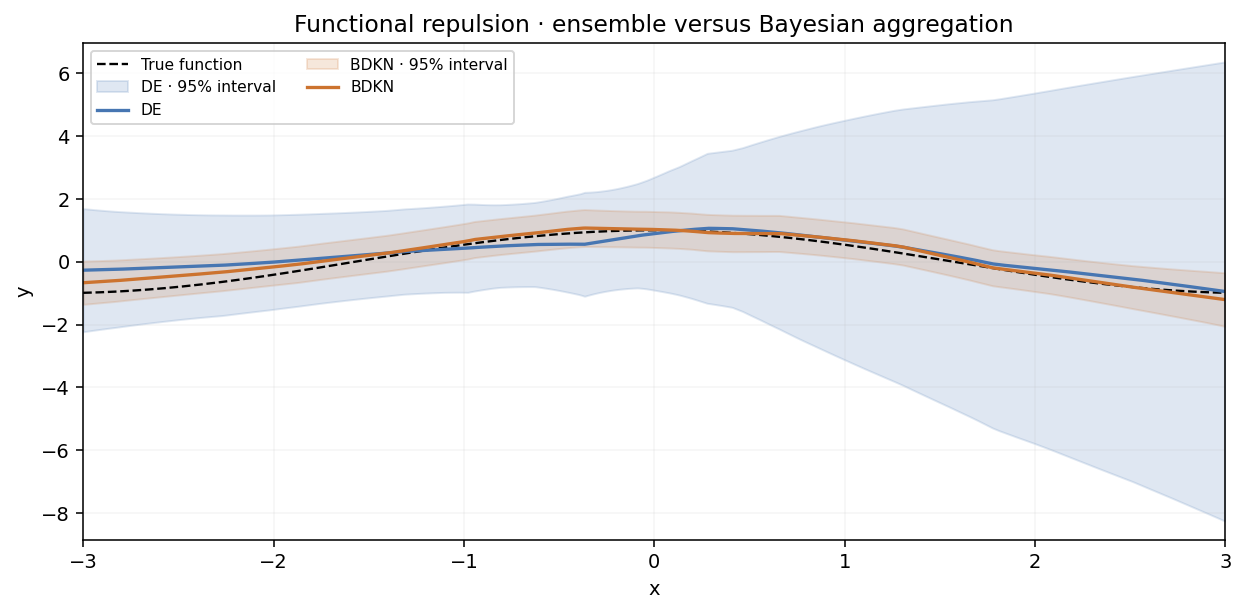 Functional repulsion · ensemble versus Bayesian aggregation
True function
DE · 95% interval
DE
BDKN · 95% interval
BDKN
y
6
4
2
0
−2
−4
−6
−8
−3
−2
−1
0
1
2
3
x